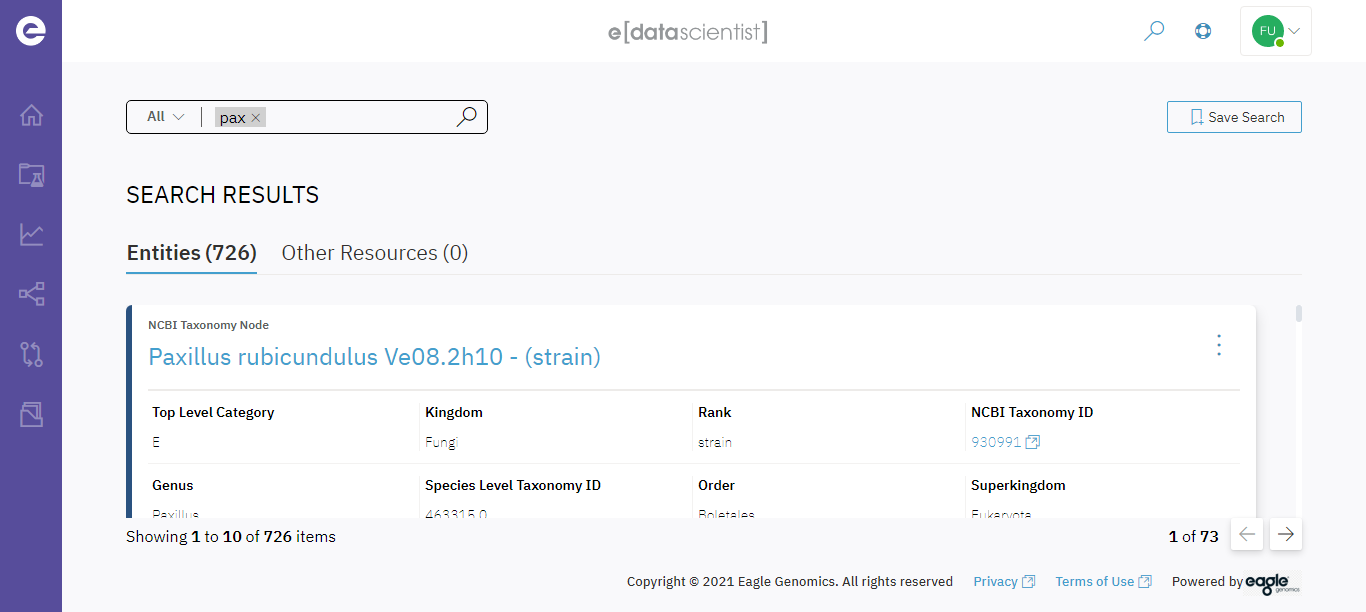 e[datascientist]
FU
All
pax ×
Save Search
SEARCH RESULTS
Entities (726)
Other Resources (0)
NCBI Taxonomy Node
Paxillus rubicundulus Ve08.2h10 - (strain)
Top Level Category
Kingdom
Rank
NCBI Taxonomy ID
E
Fungi
strain
930991
Genus
Species Level Taxonomy ID
Order
Superkingdom
Paxillus
463315.0
Boletales
Eukaryota
Showing 1 to 10 of 726 items
1 of 73
Copyright © 2021 Eagle Genomics. All rights reserved
Privacy
Terms of Use
Powered by eagle genomics